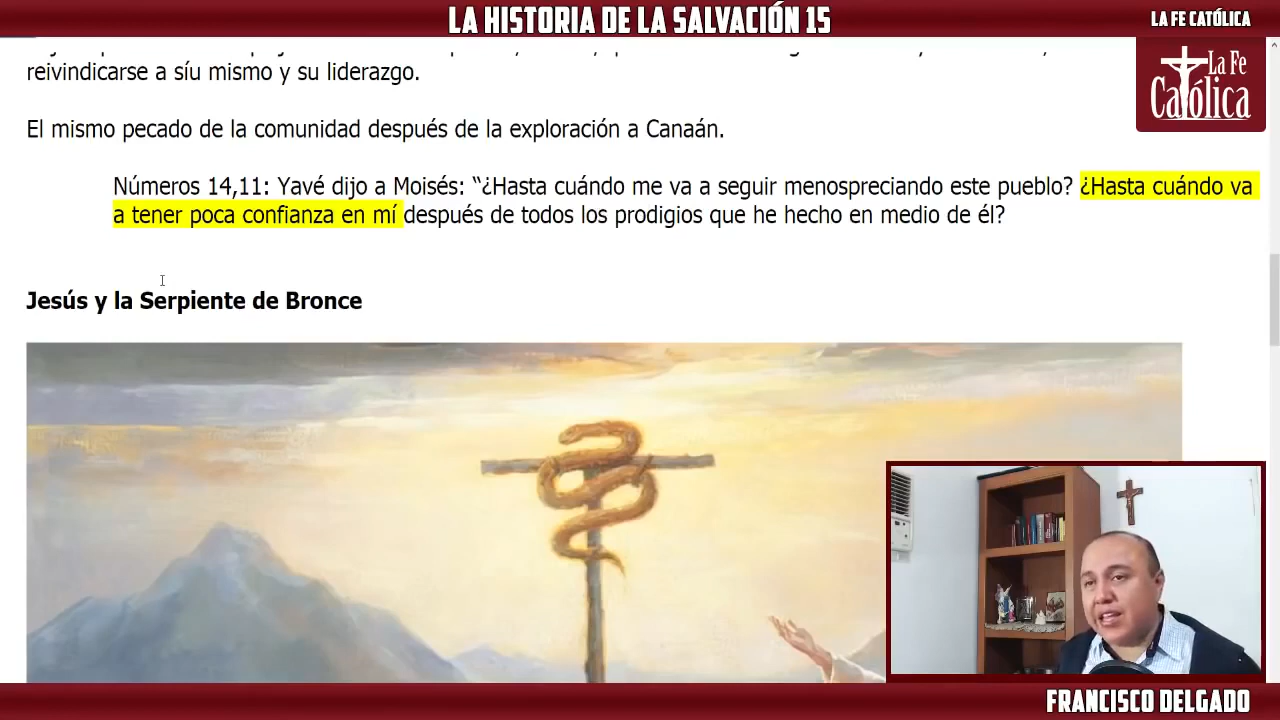 LA HISTORIA DE LA SALVACIÓN 15
LA FE CATÓLICA
La Fe
Católica
reivindicarse a síu mismo y su liderazgo.
El mismo pecado de la comunidad después de la exploración a Canaán.
Números 14,11: Yavé dijo a Moisés: “¿Hasta cuándo me va a seguir menospreciando este pueblo? ¿Hasta cuándo va
a tener poca confianza en mí después de todos los prodigios que he hecho en medio de él?
Jesús y la Serpiente de Bronce
FRANCISCO DELGADO